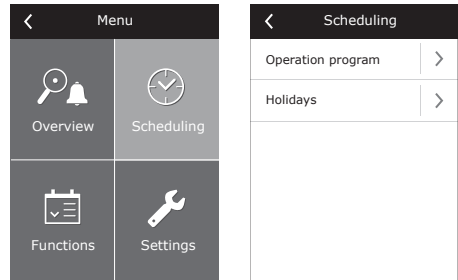 Menu
Overview
Scheduling
Functions
Settings
Scheduling
Operation program
Holidays